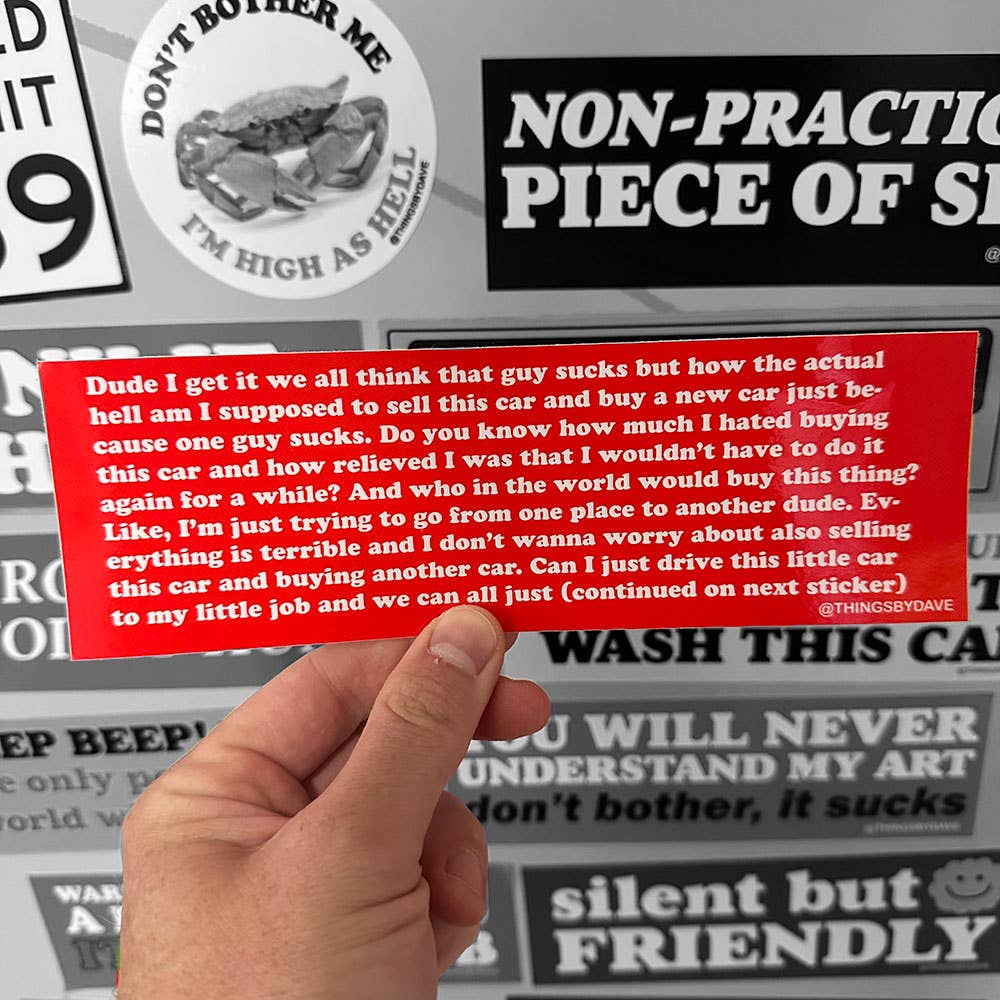 DON'T BOTHER ME
I'M HIGH AS HELL
@THINGSBYDAVE
9
NON-PRACTIC
PIECE OF
Dude I get it we all think that guy sucks but how the actual
hell am I supposed to sell this car and buy a new car just be-
cause one guy sucks. Do you know how much I hated buying
this car and how relieved I was that I wouldn't have to do it
again for a while? And who in the world would buy this thing?
Like, I'm just trying to go from one place to another dude. Ev-
erything is terrible and I don't wanna worry about also selling
this car and buying another car. Can I just drive this little car
to my little job and we can all just (continued on next sticker)
@THINGSBYDAVE
WASH THIS CA
EP BEEP!
e only
world w
U WILL NEVER
UNDERSTAND MY ART
don't bother, it sucks
WAR
A
silent but
FRIENDLY